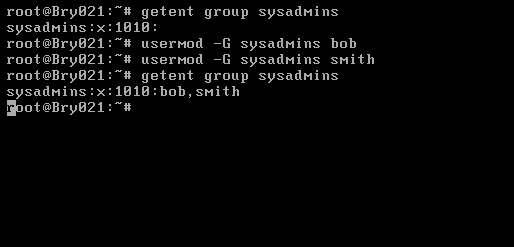 root@Bry021:~# getent group sysadmins
sysadmins:x:1010:
root@Bry021:~# usermod -G sysadmins bob
root@Bry021:~# usermod -G sysadmins smith
root@Bry021:~# getent group sysadmins
sysadmins:x:1010:bob,smith
root@Bry021:~#